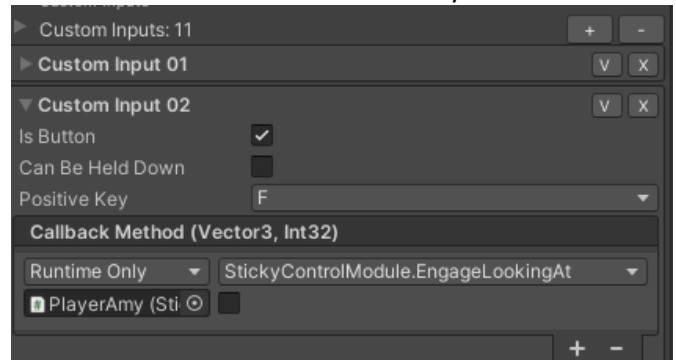 Custom Inputs: 11 + -
Custom Input 01 V X
Custom Input 02 V X
Is Button
Can Be Held Down
Positive Key F
Callback Method (Vector3, Int32)
Runtime Only StickyControlModule.EngageLookingAt
PlayerAmy (Sti
+ −